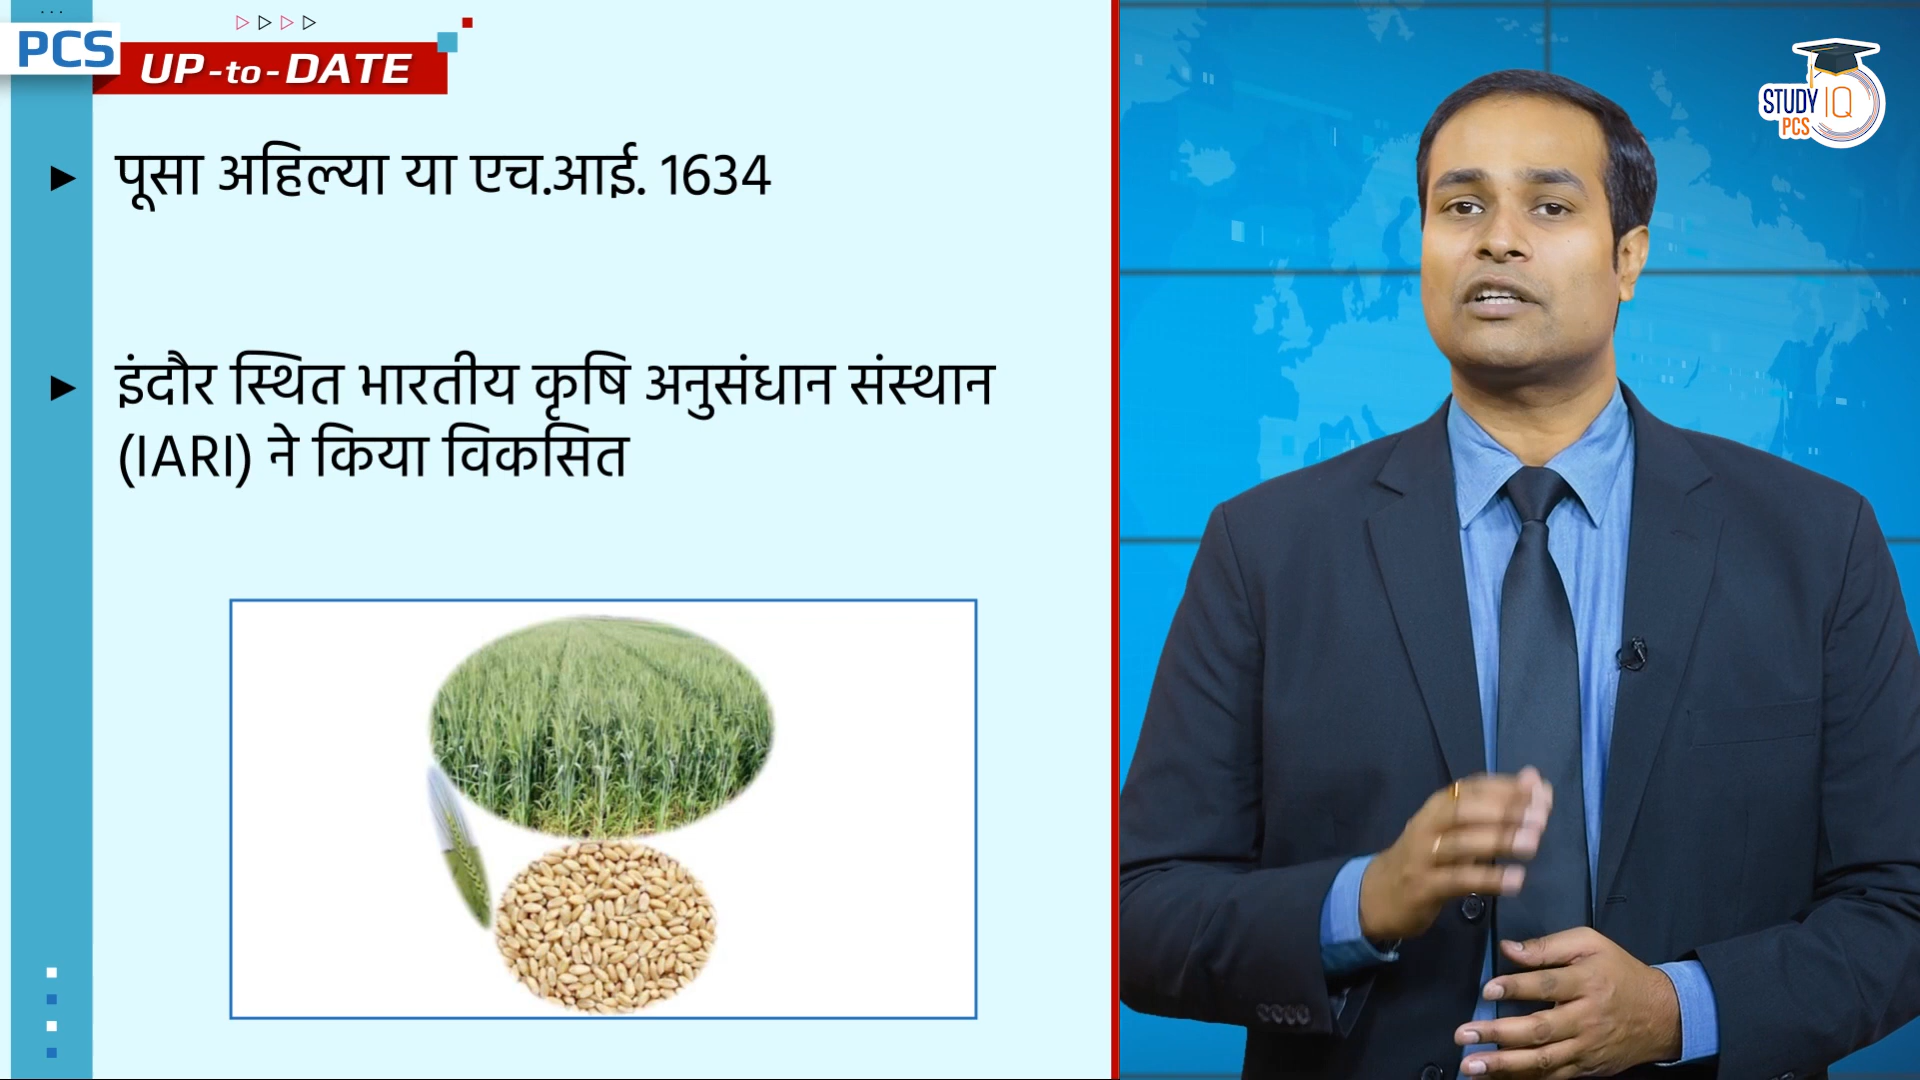 PCS
UP-to-DATE
पूसा अहिल्या या एच.आई. 1634
इंदौर स्थित भारतीय कृषि अनुसंधान संस्थान
(IARI) ने किया विकसित
STUDY IQ
PCS